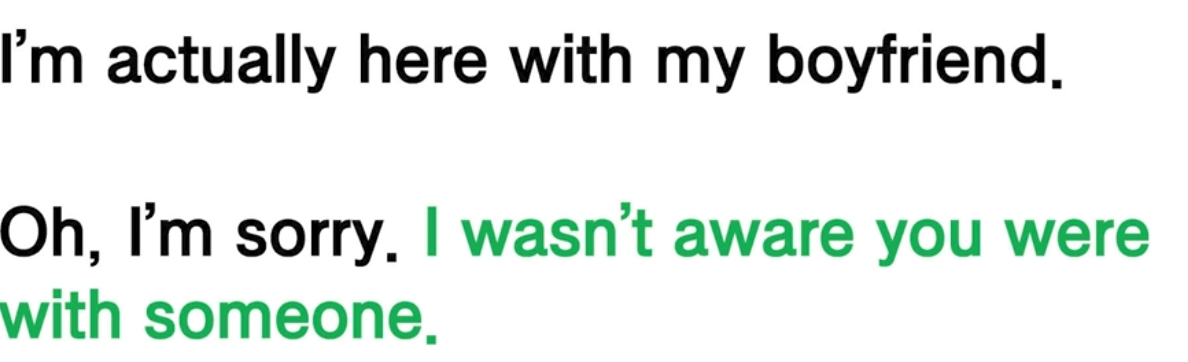 I’m actually here with my boyfriend.
Oh, I’m sorry. I wasn’t aware you were
with someone.